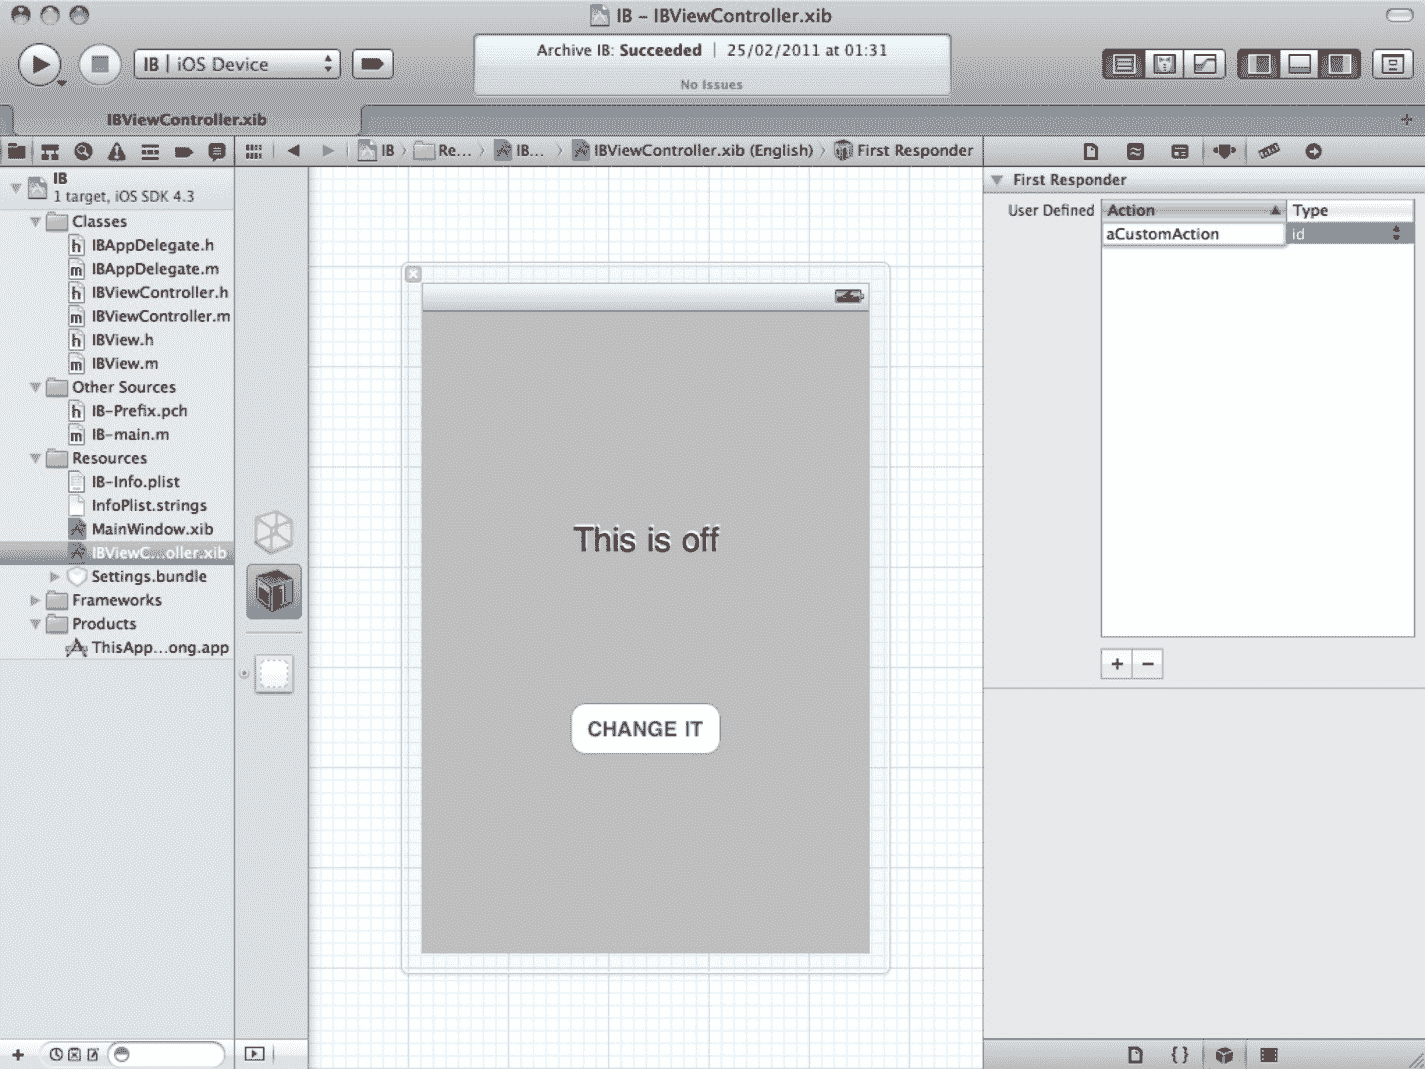 IB – IBViewController.xib
IB | iOS Device
Archive IB: Succeeded | 25/02/2011 at 01:31
No Issues
IBViewController.xib
IB
Re...
IB...
IBViewController.xib (English)
First Responder
IB
1 target, iOS SDK 4.3
Classes
IBAppDelegate.h
IBAppDelegate.m
IBViewController.h
IBViewController.m
IBView.h
IBView.m
Other Sources
IB-Prefix.pch
IB-main.m
Resources
IB-Info.plist
InfoPlist.strings
MainWindow.xib
IBViewC...oller.xib
Settings.bundle
Frameworks
Products
ThisApp...ong.app
This is off
CHANGE IT
First Responder
User Defined
Action
Type
aCustomAction
id